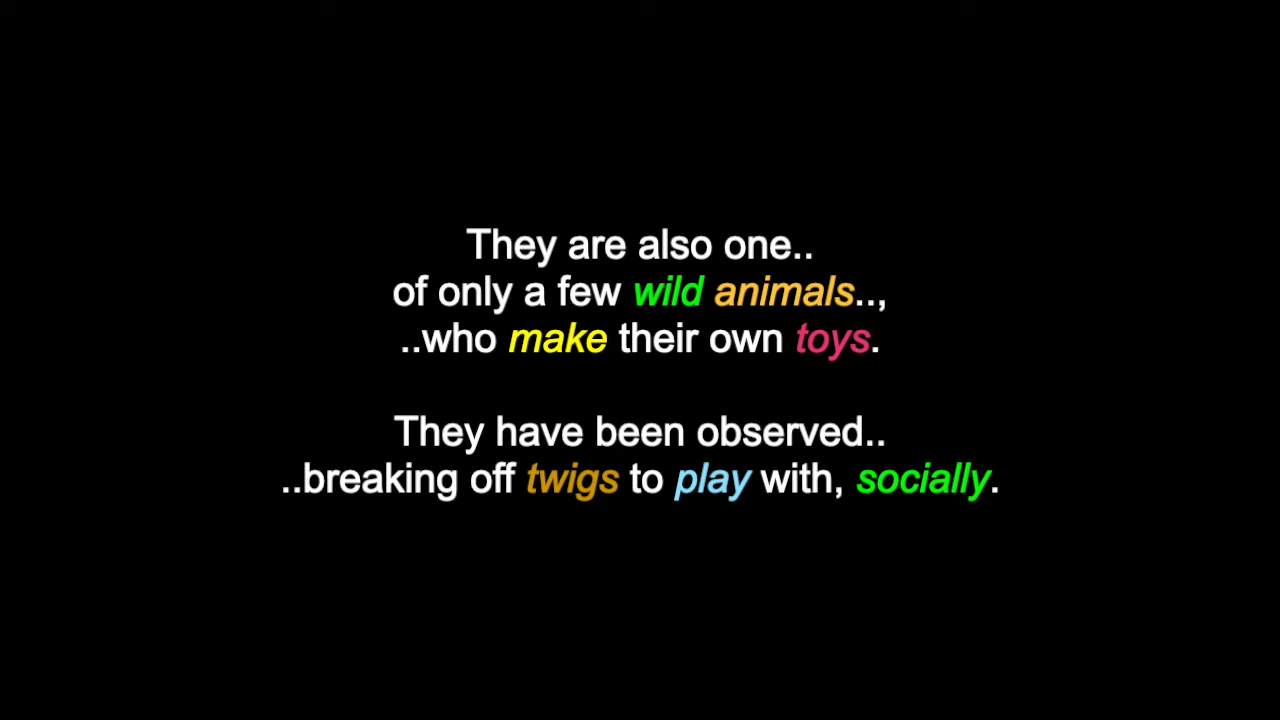 They are also one..
of only a few wild animals..,
..who make their own toys.
They have been observed..
..breaking off twigs to play with, socially.